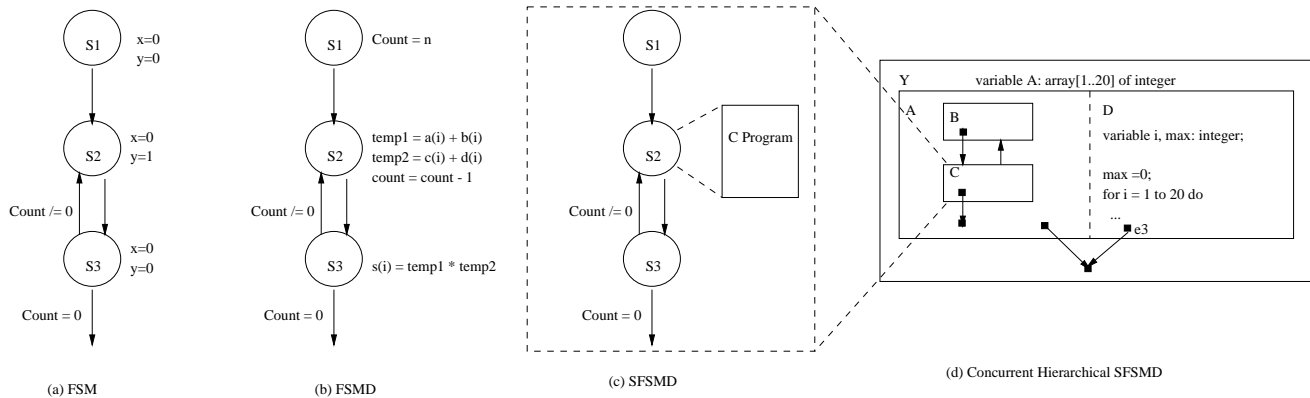 S1
x=0
y=0
S2
x=0
y=1
Count /= 0
S3
x=0
y=0
Count = 0
(a) FSM
S1
Count = n
S2
temp1 = a(i) + b(i)
temp2 = c(i) + d(i)
count = count - 1
Count /= 0
S3
s(i) = temp1 * temp2
Count = 0
(b) FSMD
S1
S2
C Program
Count /= 0
S3
Count = 0
(c) SFSMD
Y
variable A: array[1..20] of integer
A
B
C
D
variable i, max: integer;
max =0;
for i = 1 to 20 do
...
e3
(d) Concurrent Hierarchical SFSMD